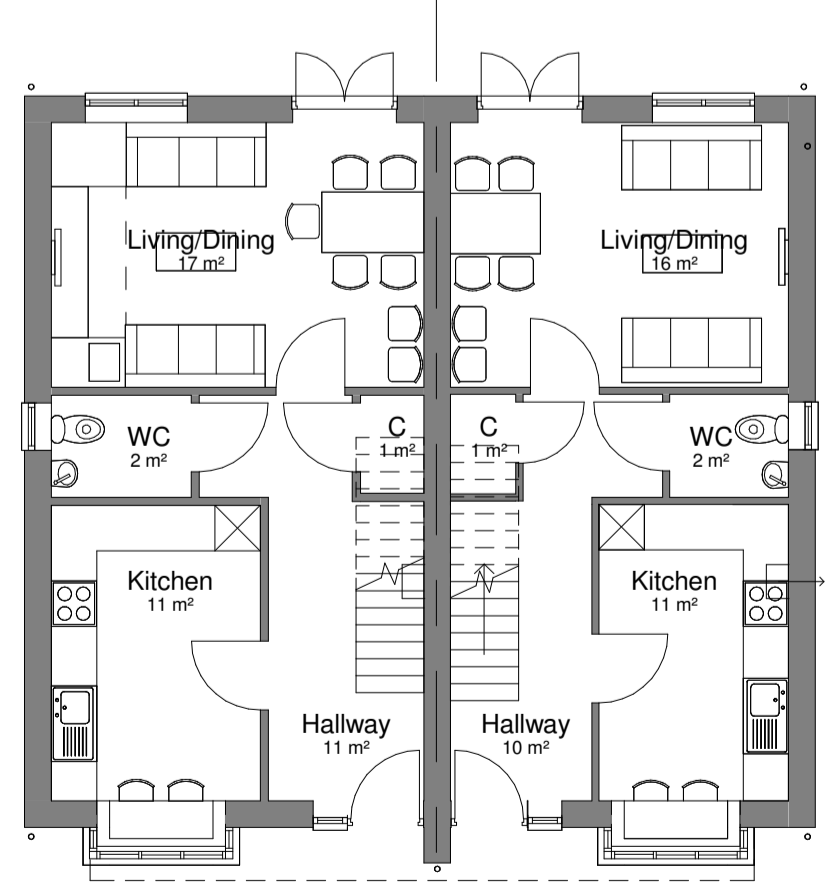 Living/Dining
17 m²
Living/Dining
16 m²
WC
2 m²
C
1 m²
C
1 m²
WC
2 m²
Kitchen
11 m²
Kitchen
11 m²
Hallway
11 m²
Hallway
10 m²